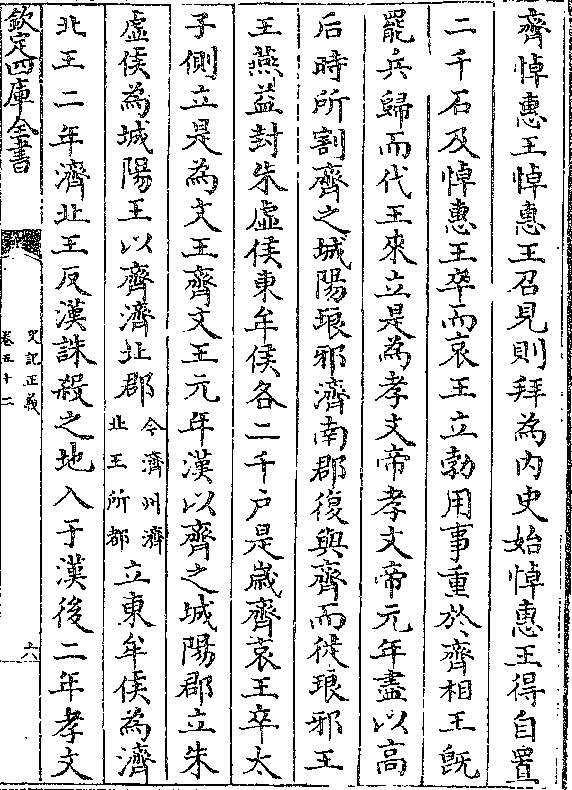 齊悼惠王悼惠王召見則拜為内史始悼惠王得自置
二千石及悼惠王卒而哀王立勃用事重於齊相王既
罷兵歸而代王來立是為孝文帝孝文帝元年盡以高
后時所割齊之城陽琅邪濟南郡復與齊而徙琅邪王
王燕益封朱虛侯東牟侯各二千户是歲齊哀王卒太
子側立是為文王齊文王元年漢以齊之城陽郡立朱
虛侯為城陽王以齊濟北郡今濟州濟北王所都立東牟侯為濟
北王二年濟北王反漢誅殺之地入于漢後二年孝文
欽定四庫全書
史記正義
卷五十二
六